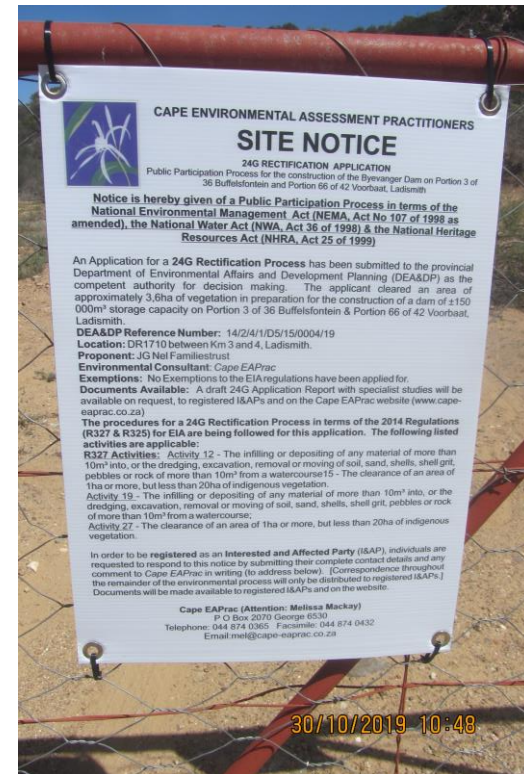 CAPE ENVIRONMENTAL ASSESSMENT PRACTITIONERS
SITE NOTICE
24G RECTIFICATION APPLICATION
Public Participation Process for the construction of the Byevanger Dam on Portion 3 of
36 Buffelsfontein and Portion 66 of 42 Voorbaat, Ladismith
Notice is hereby given of a Public Participation Process in terms of the
National Environmental Management Act (NEMA, Act No 107 of 1998 as
amended), the National Water Act (NWA, Act 36 of 1998) & the National Heritage
Resources Act (NHRA, Act 25 of 1999)
An Application for a 24G Rectification Process has been submitted to the provincial
Department of Environmental Affairs and Development Planning (DEA&DP) as the
competent authority for decision making. The applicant cleared an area of
approximately 3,6ha of vegetation in preparation for the construction of a dam of ±150
000m³ storage capacity on Portion 3 of 36 Buffelsfontein & Portion 66 of 42 Voorbaat,
Ladismith.
DEA&DP Reference Number: 14/2/4/1/D5/15/0004/19
Location: DR1710 between Km 3 and 4, Ladismith.
Proponent: JG Nel Familiestrust
Environmental Consultant: Cape EAPrac
Exemptions: No Exemptions to the EIA regulations have been applied for.
Documents Available: A draft 24G Application Report with specialist studies will be
available on request, to registered I&APs and on the Cape EAPrac website (www.cape-
eaprac.co.za)
The procedures for a 24G Rectification Process in terms of the 2014 Regulations
(R327 & R325) for EIA are being followed for this application. The following listed
activities are applicable:
R327 Activities: Activity 12 - The infilling or depositing of any material of more than
10m³ into, or the dredging, excavation, removal or moving of soil, sand, shells, shell grit,
pebbles or rock of more than 10m³ from a watercourse15 - The clearance of an area of
1ha or more, but less than 20ha of indigenous vegetation.
Activity 19 - The infilling or depositing of any material of more than 10m³ into, or the
dredging, excavation, removal or moving of soil, sand, shells, shell grit, pebbles or rock
of more than 10m³ from a watercourse;
Activity 27 - The clearance of an area of 1ha or more, but less than 20ha of indigenous
vegetation.
In order to be registered as an Interested and Affected Party (I&AP), individuals are
requested to respond to this notice by submitting their complete contact details and any
comment to Cape EAPrac in writing (to address below). [Correspondence throughout
the remainder of the environmental process will only be distributed to registered I&APs.]
Documents will be made available to registered I&APs and on the website.
Cape EAPrac (Attention: Melissa Mackay)
P O Box 2070 George 6530
Telephone: 044 874 0365 Facsimile: 044 874 0432
Email:mel@cape-eaprac.co.za
30/10/2019 10:48